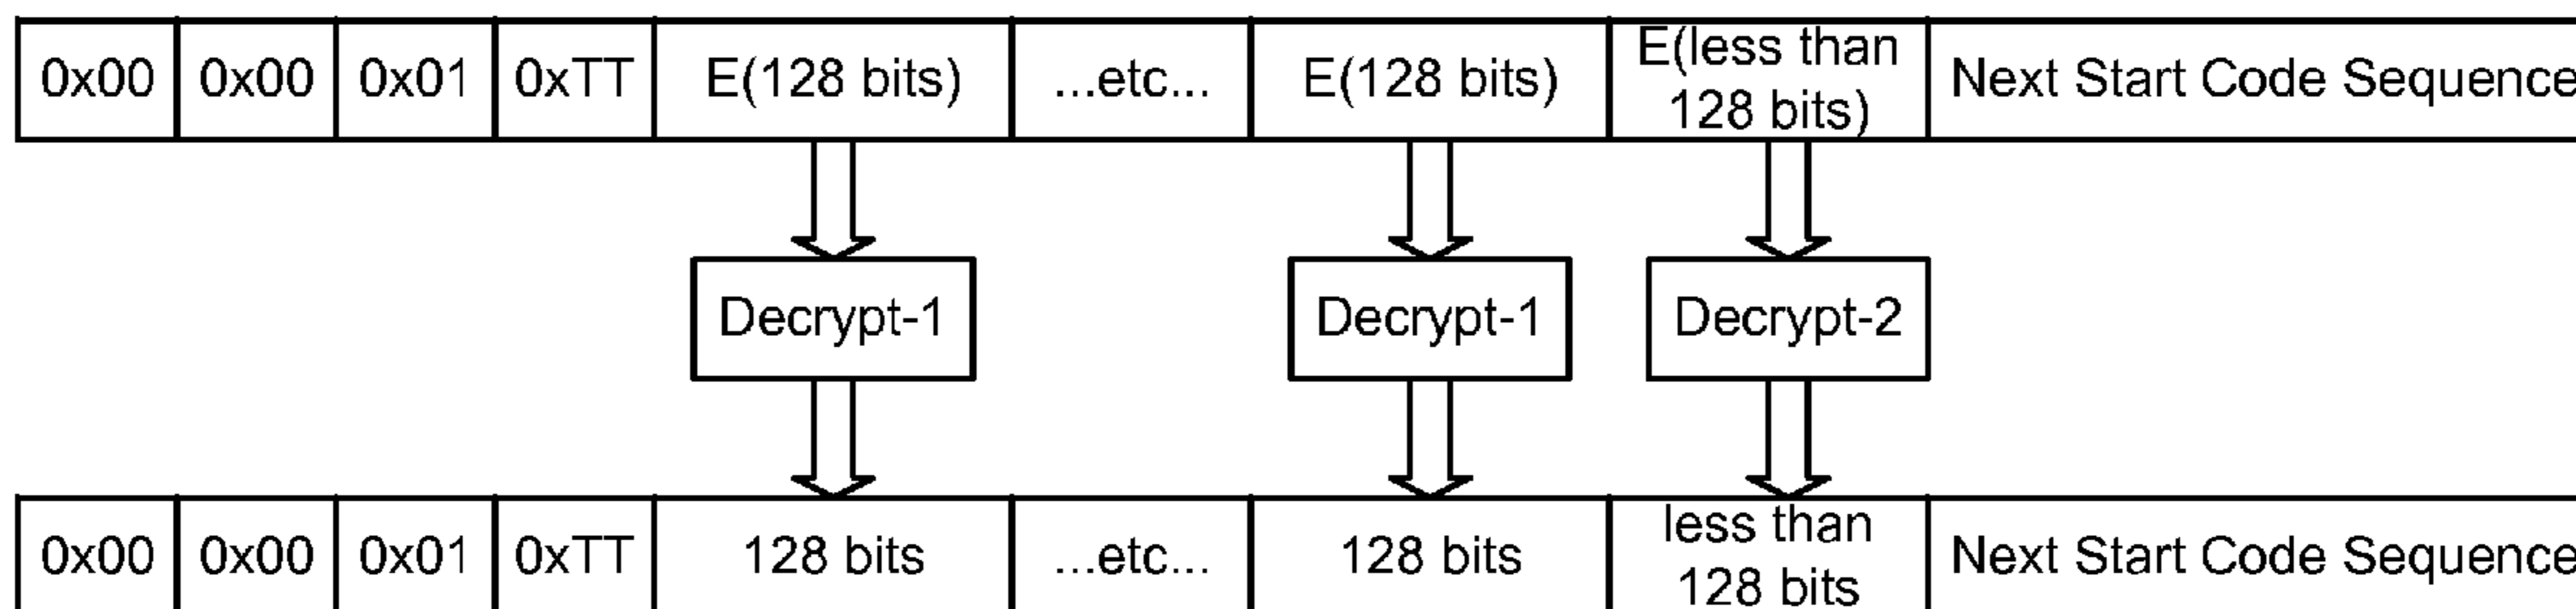 0x00 0x00 0x01 0xTT E(128 bits) ...etc... E(128 bits) E(less than
128 bits) Next Start Code Sequence
Decrypt-1 Decrypt-1 Decrypt-2
0x00 0x00 0x01 0xTT 128 bits ...etc... 128 bits less than
128 bits Next Start Code Sequence